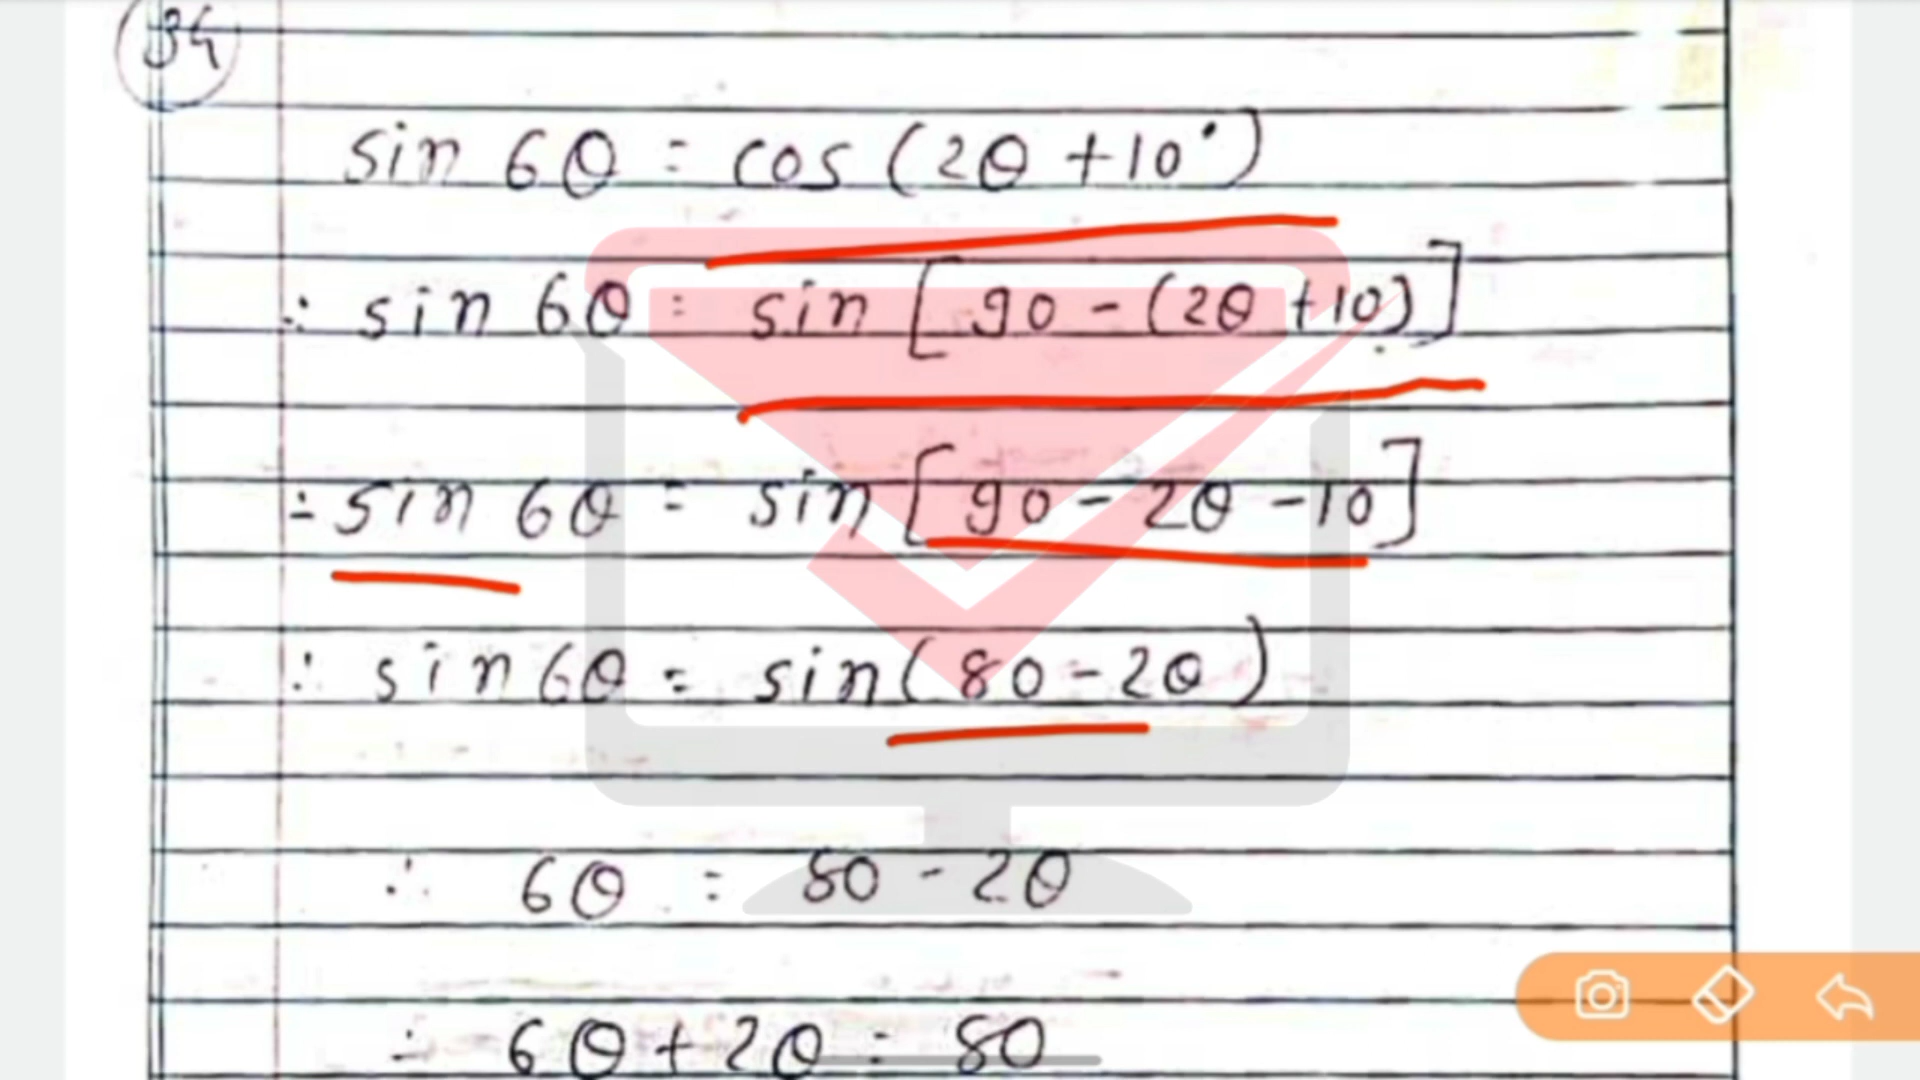 34
sin 6θ = cos (2θ +10°)
∴ sin 6θ = sin [ 90 - (2θ +10) ]
∴ sin 6θ = sin [ 90 - 2θ - 10 ]
∴ sin 6θ = sin ( 80 - 2θ )
∴ 6θ = 80 - 2θ
∴ 6θ + 2θ = 80